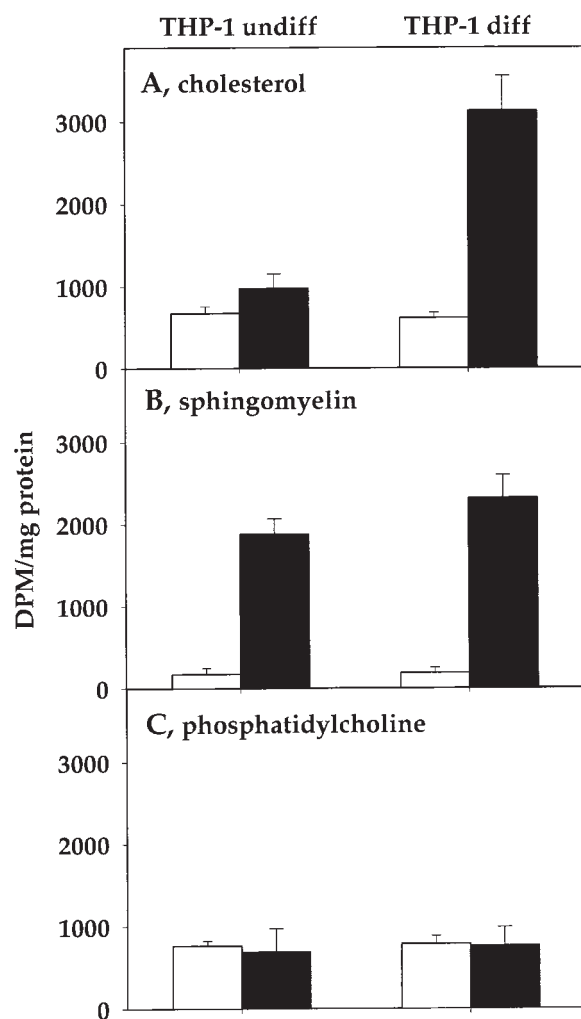 THP-1 undiff THP-1 diff
A, cholesterol
3000
2000
1000
0
B, sphingomyelin
3000
2000
1000
0
C, phosphatidylcholine
3000
2000
1000
0
DPM/mg protein